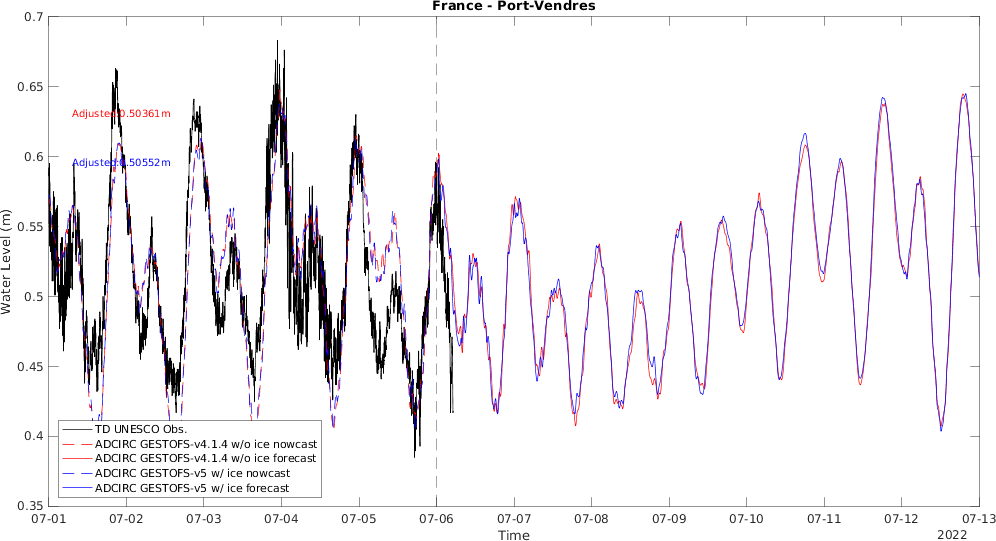 France - Port-Vendres
Water Level (m)
0.7
0.65
0.6
0.55
0.5
0.45
0.4
0.35
Adjusted:0.50361m
Adjusted:0.50552m
TD UNESCO Obs.
ADCIRC GESTOFS-v4.1.4 w/o ice nowcast
ADCIRC GESTOFS-v4.1.4 w/o ice forecast
ADCIRC GESTOFS-v5 w/ ice nowcast
ADCIRC GESTOFS-v5 w/ ice forecast
07-01 07-02 07-03 07-04 07-05 07-06 07-07 07-08 07-09 07-10 07-11 07-12 07-13
Time
2022